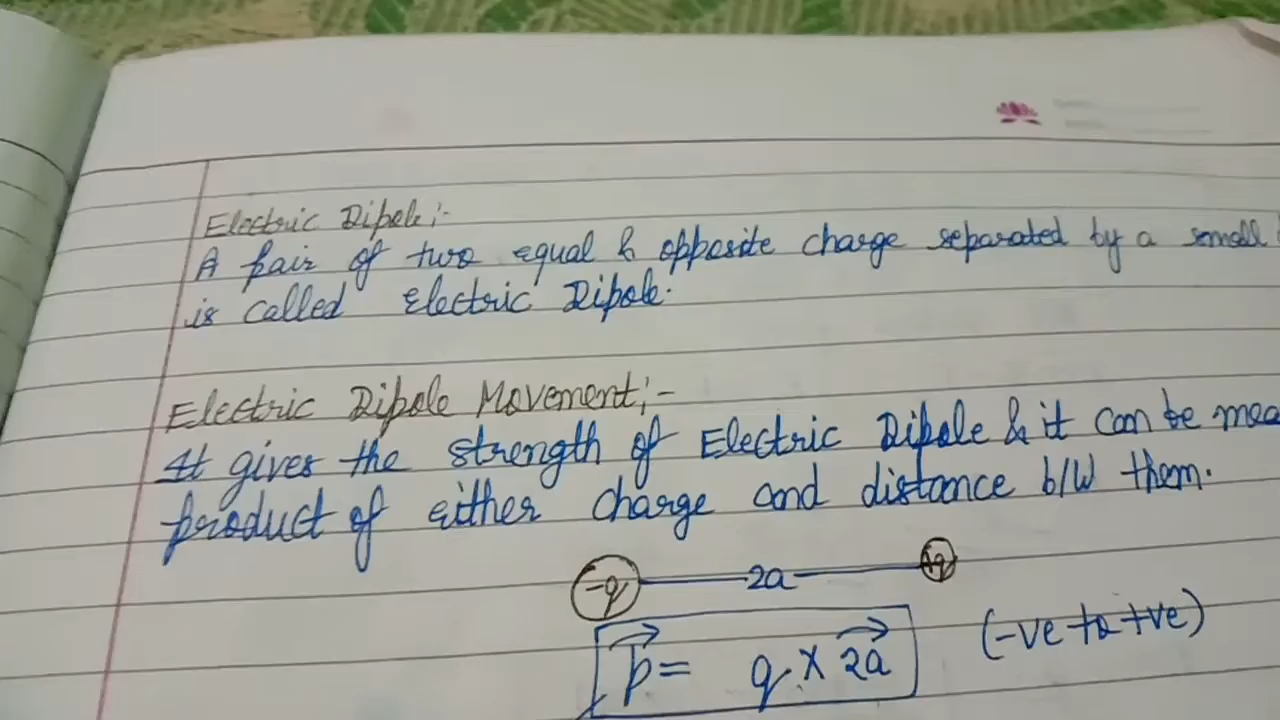 Electric Dipole:-
A pair of two equal & opposite charge separated by a small
is called Electric Dipole.
Electric Dipole Movement:-
It gives the strength of Electric Dipole & it can be mea
product of either charge and distance b/w them.
-q 2a +q
p⃗ = q × 2a⃗ (-ve to +ve)